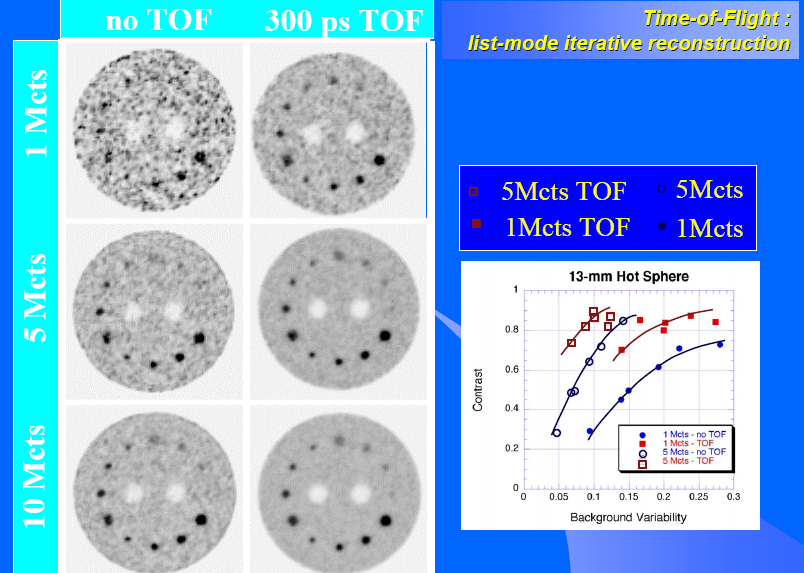 no TOF
300 ps TOF
Time-of-Flight :
list-mode iterative reconstruction
1 Mcts
5 Mcts
10 Mcts
5Mcts TOF
5Mcts
1Mcts TOF
1Mcts
13-mm Hot Sphere
Contrast
1
0.8
0.6
0.4
0.2
0
1 Mcts - no TOF
1 Mcts - TOF
5 Mcts - no TOF
5 Mcts - TOF
0
0.05
0.1
0.15
0.2
0.25
0.3
Background Variability